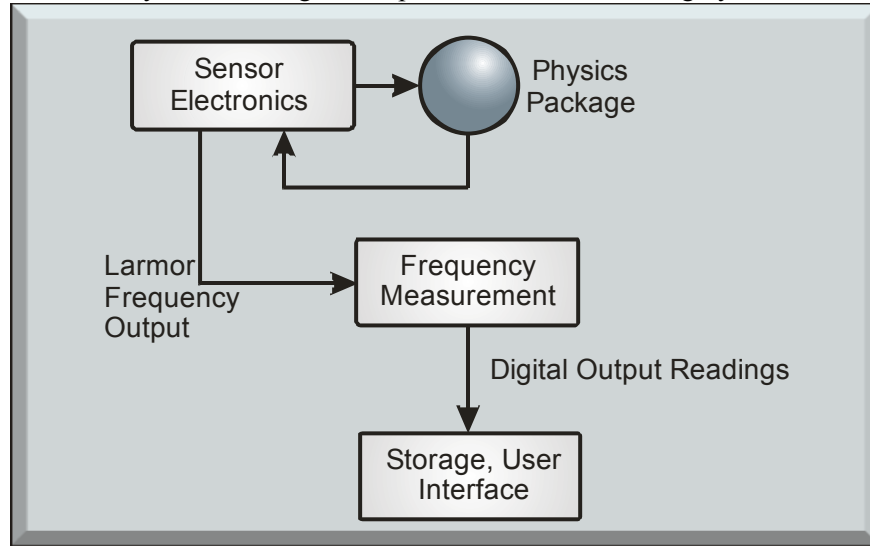 Sensor
Electronics
Physics
Package
Larmor
Frequency
Output
Frequency
Measurement
Digital Output Readings
Storage, User
Interface